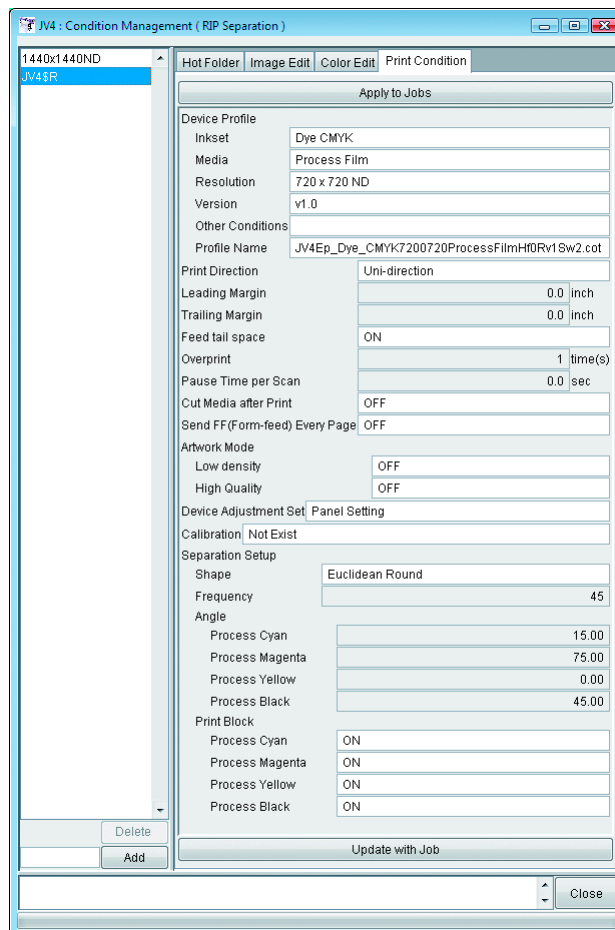 JV4 : Condition Management ( RIP Separation )
1440x1440ND
JV4$R
Hot Folder Image Edit Color Edit Print Condition
Apply to Jobs
Device Profile
Inkset Dye CMYK
Media Process Film
Resolution 720 x 720 ND
Version v1.0
Other Conditions
Profile Name JV4Ep_Dye_CMYK7200720ProcessFilmHf0Rv1Sw2.cot
Print Direction Uni-direction
Leading Margin 0.0 inch
Trailing Margin 0.0 inch
Feed tail space ON
Overprint 1 time(s)
Pause Time per Scan 0.0 sec
Cut Media after Print OFF
Send FF(Form-feed) Every Page OFF
Artwork Mode
Low density OFF
High Quality OFF
Device Adjustment Set Panel Setting
Calibration Not Exist
Separation Setup
Shape Euclidean Round
Frequency 45
Angle
Process Cyan 15.00
Process Magenta 75.00
Process Yellow 0.00
Process Black 45.00
Print Block
Process Cyan ON
Process Magenta ON
Process Yellow ON
Process Black ON
Delete
Add
Update with Job
Close